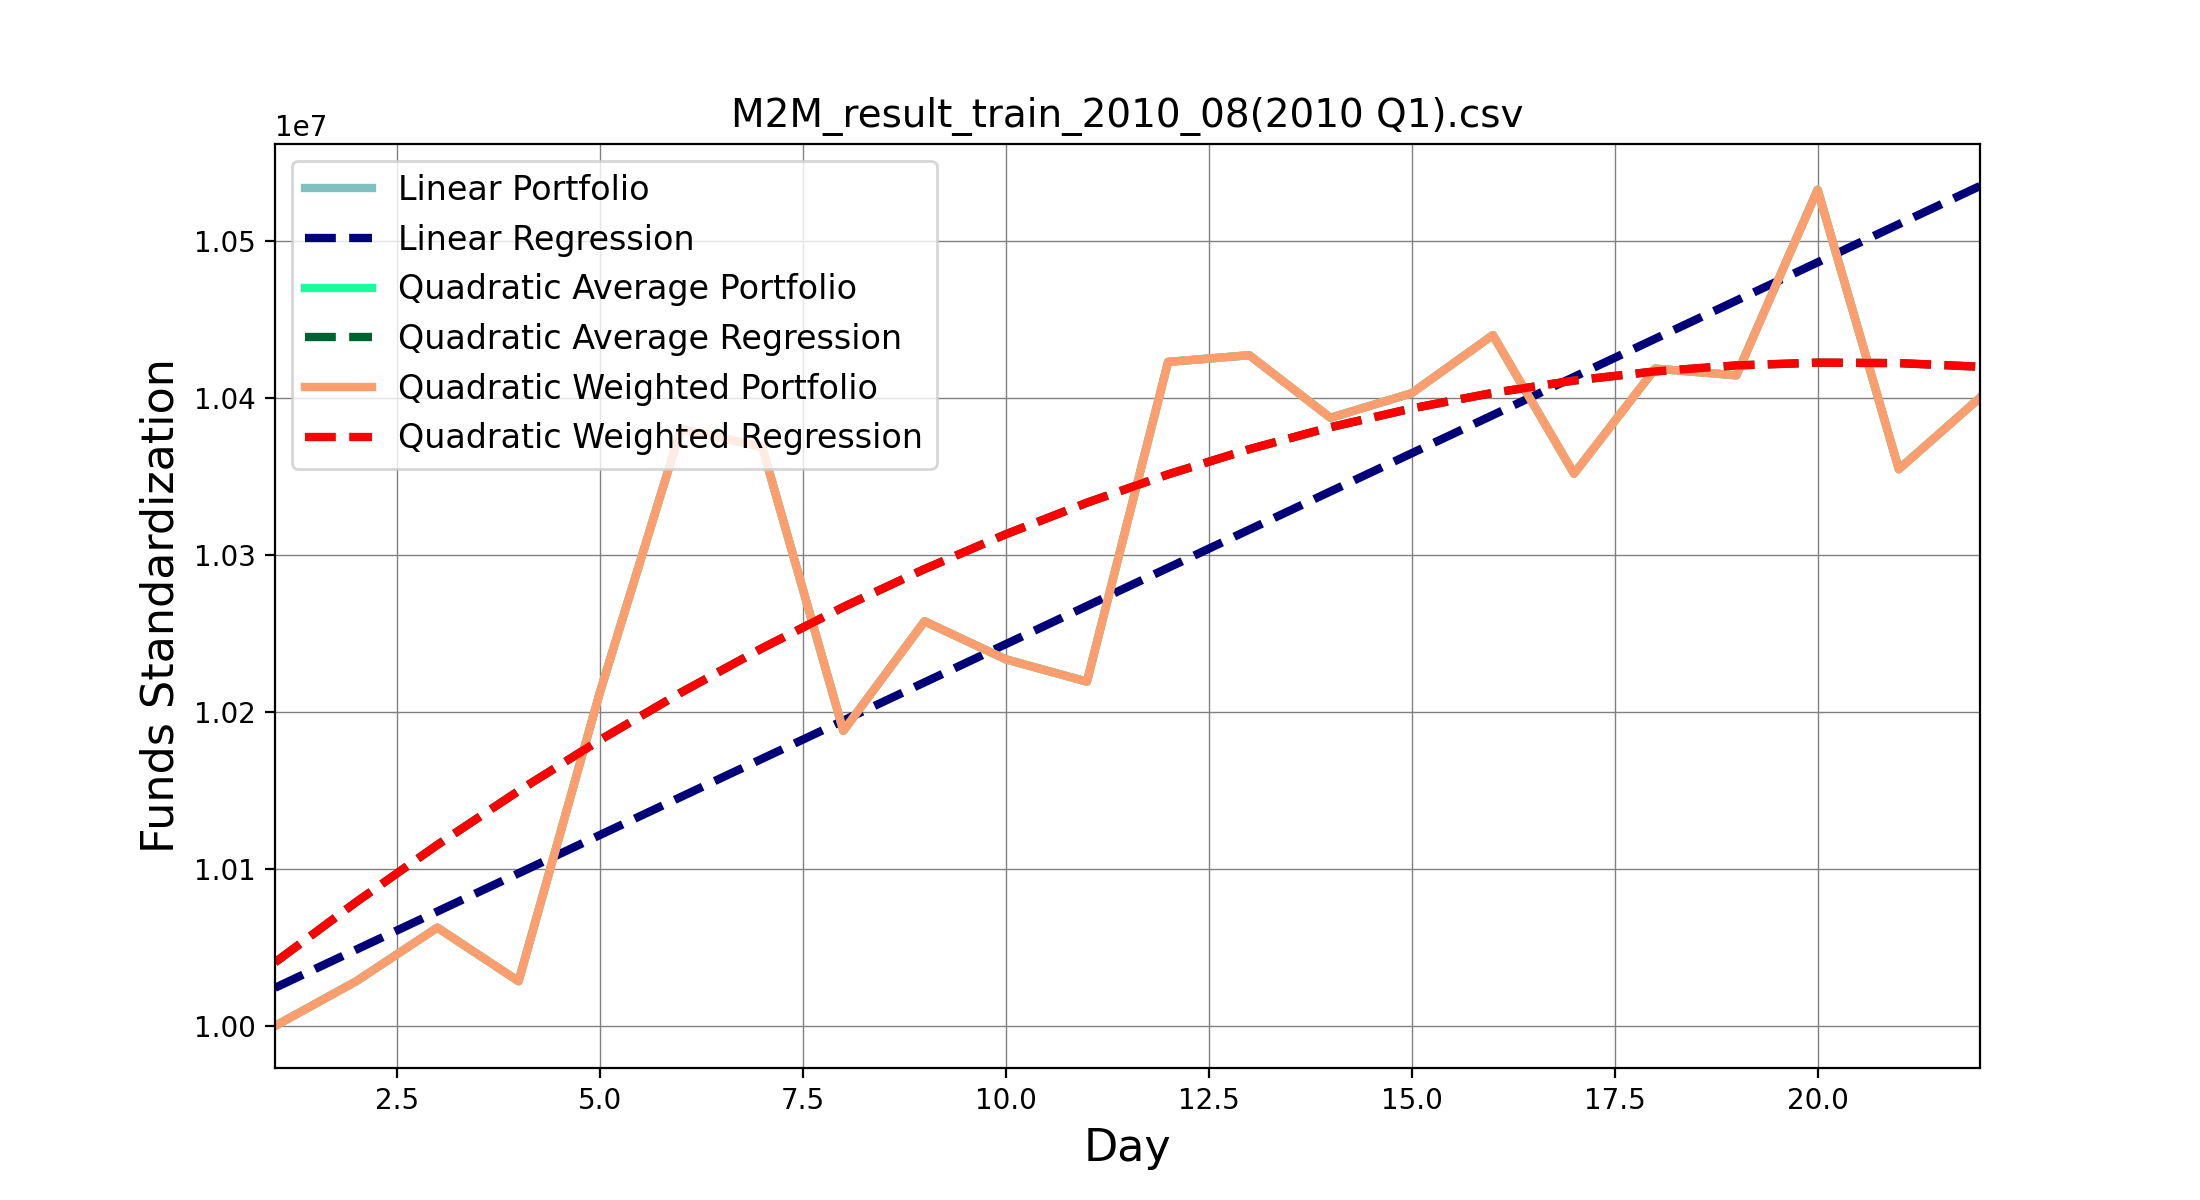 M2M_result_train_2010_08(2010 Q1).csv
1e7
Linear Portfolio
Linear Regression
Quadratic Average Portfolio
Quadratic Average Regression
Quadratic Weighted Portfolio
Quadratic Weighted Regression
1.05
1.04
1.03
1.02
1.01
1.00
Funds Standardization
2.5 5.0 7.5 10.0 12.5 15.0 17.5 20.0
Day